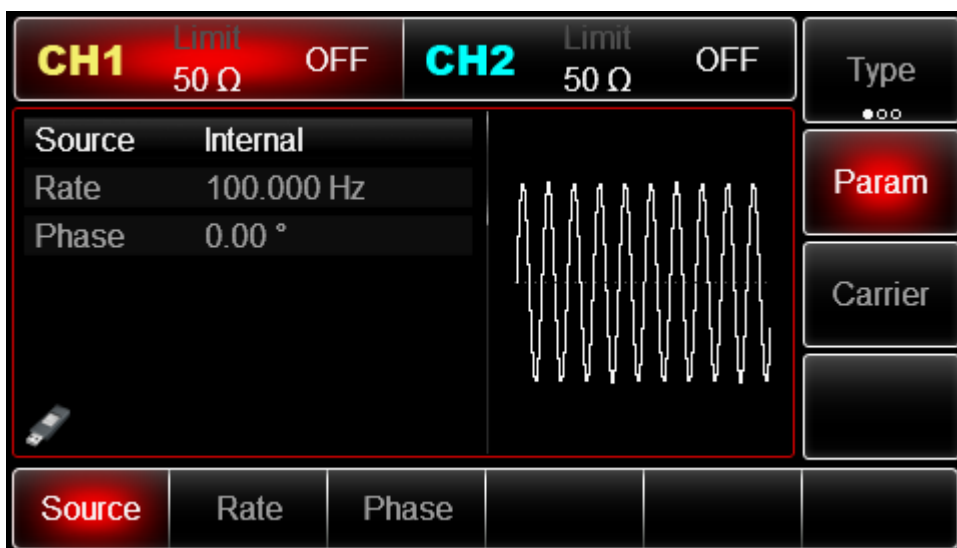 CH1 Limit 50 Ω OFF CH2 Limit 50 Ω OFF
Type
Source Internal
Rate 100.000 Hz
Phase 0.00 °
Param
Carrier
Source Rate Phase